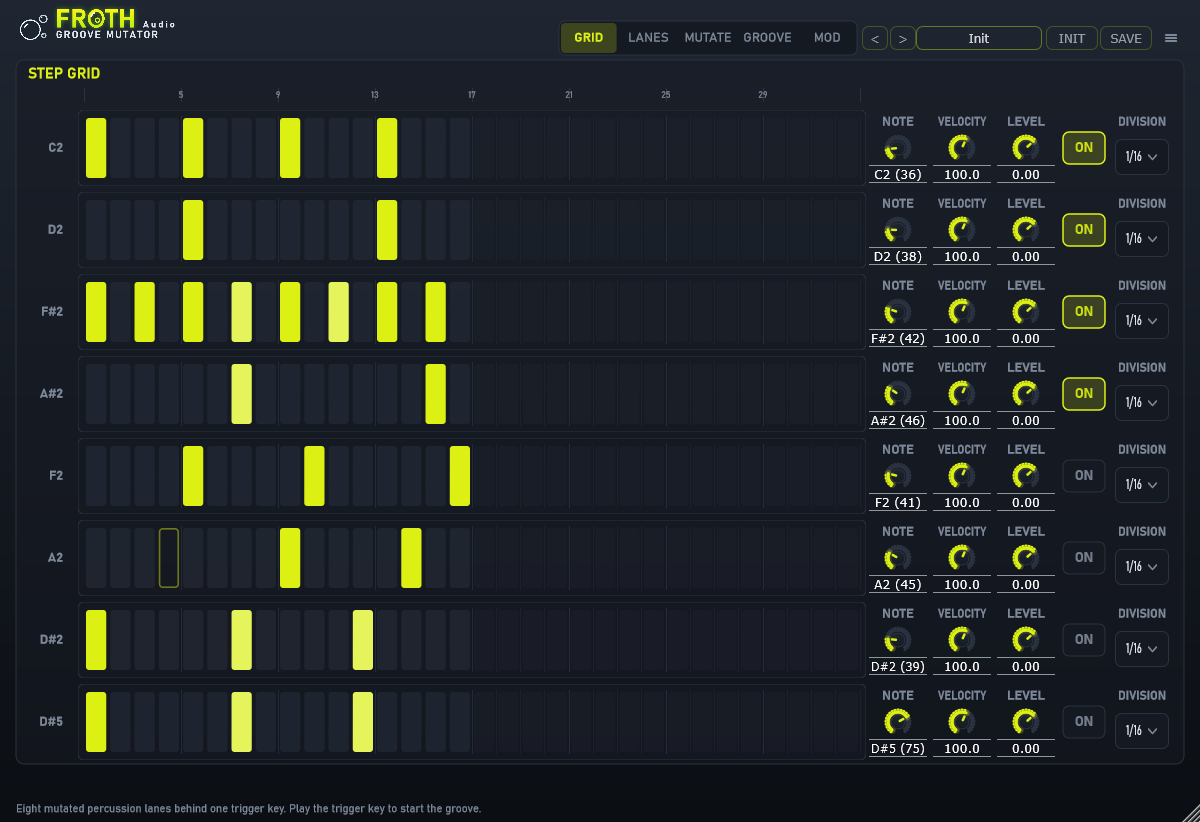 FROTH Audio
GROOVE MUTATOR
GRID LANES MUTATE GROOVE MOD < > Init INIT SAVE
STEP GRID
5 9 13 17 21 25 29
NOTE VELOCITY LEVEL DIVISION
C2 ON 1/16
C2 (36) 100.0 0.00
NOTE VELOCITY LEVEL DIVISION
D2 ON 1/16
D2 (38) 100.0 0.00
NOTE VELOCITY LEVEL DIVISION
F#2 ON 1/16
F#2 (42) 100.0 0.00
NOTE VELOCITY LEVEL DIVISION
A#2 ON 1/16
A#2 (46) 100.0 0.00
NOTE VELOCITY LEVEL DIVISION
F2 ON 1/16
F2 (41) 100.0 0.00
NOTE VELOCITY LEVEL DIVISION
A2 ON 1/16
A2 (45) 100.0 0.00
NOTE VELOCITY LEVEL DIVISION
D#2 ON 1/16
D#2 (39) 100.0 0.00
NOTE VELOCITY LEVEL DIVISION
D#5 ON 1/16
D#5 (75) 100.0 0.00
Eight mutated percussion lanes behind one trigger key. Play the trigger key to start the groove.